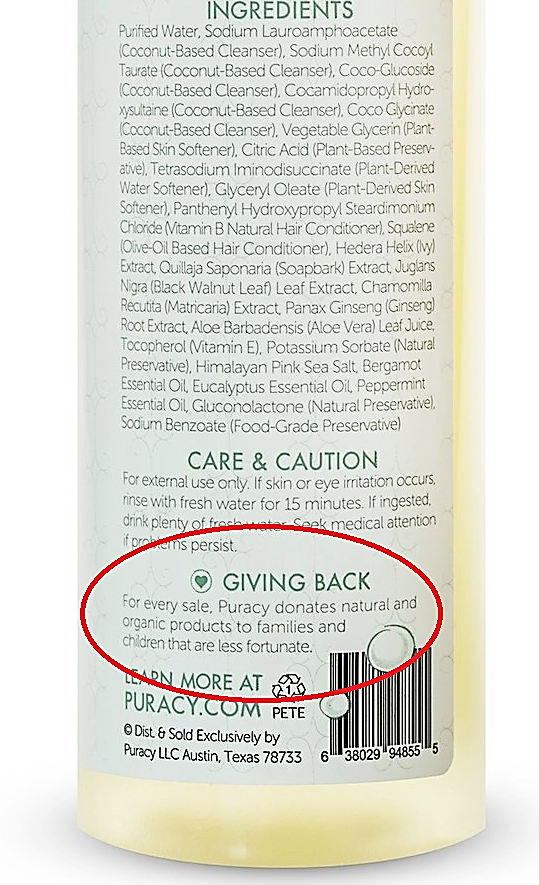 INGREDIENTS
Purified Water, Sodium Lauroamphoacetate
(Coconut-Based Cleanser), Sodium Methyl Cocoyl
Taurate (Coconut-Based Cleanser), Coco-Glucoside
(Coconut-Based Cleanser), Cocamidopropyl Hydro-
xysultaine (Coconut-Based Cleanser), Coco Glycinate
(Coconut-Based Cleanser), Vegetable Glycerin (Plant-
Based Skin Softener), Citric Acid (Plant-Based Preserv-
ative), Tetrasodium Iminodisuccinate (Plant-Derived
Water Softener), Glyceryl Oleate (Plant-Derived Skin
Softener), Panthenyl Hydroxypropyl Steardimonium
Chloride (Vitamin B Natural Hair Conditioner), Squalene
(Olive-Oil Based Hair Conditioner), Hedera Helix (Ivy)
Extract, Quillaja Saponaria (Soapbark) Extract, Juglans
Nigra (Black Walnut Leaf) Leaf Extract, Chamomilla
Recutita (Matricaria) Extract, Panax Ginseng (Ginseng)
Root Extract, Aloe Barbadensis (Aloe Vera) Leaf Juice,
Tocopherol (Vitamin E), Potassium Sorbate (Natural
Preservative), Himalayan Pink Sea Salt, Bergamot
Essential Oil, Eucalyptus Essential Oil, Peppermint
Essential Oil, Gluconolactone (Natural Preservative),
Sodium Benzoate (Food-Grade Preservative)
CARE & CAUTION
For external use only. If skin or eye irritation occurs,
rinse with fresh water for 15 minutes. If ingested,
drink plenty of fresh water. Seek medical attention
if problems persist.
GIVING BACK
For every sale, Puracy donates natural and
organic products to families and
children that are less fortunate.
LEARN MORE AT
PURACY.COM
1
PETE
© Dist. & Sold Exclusively by
Puracy LLC Austin, Texas 78733
6 38029 94855 5